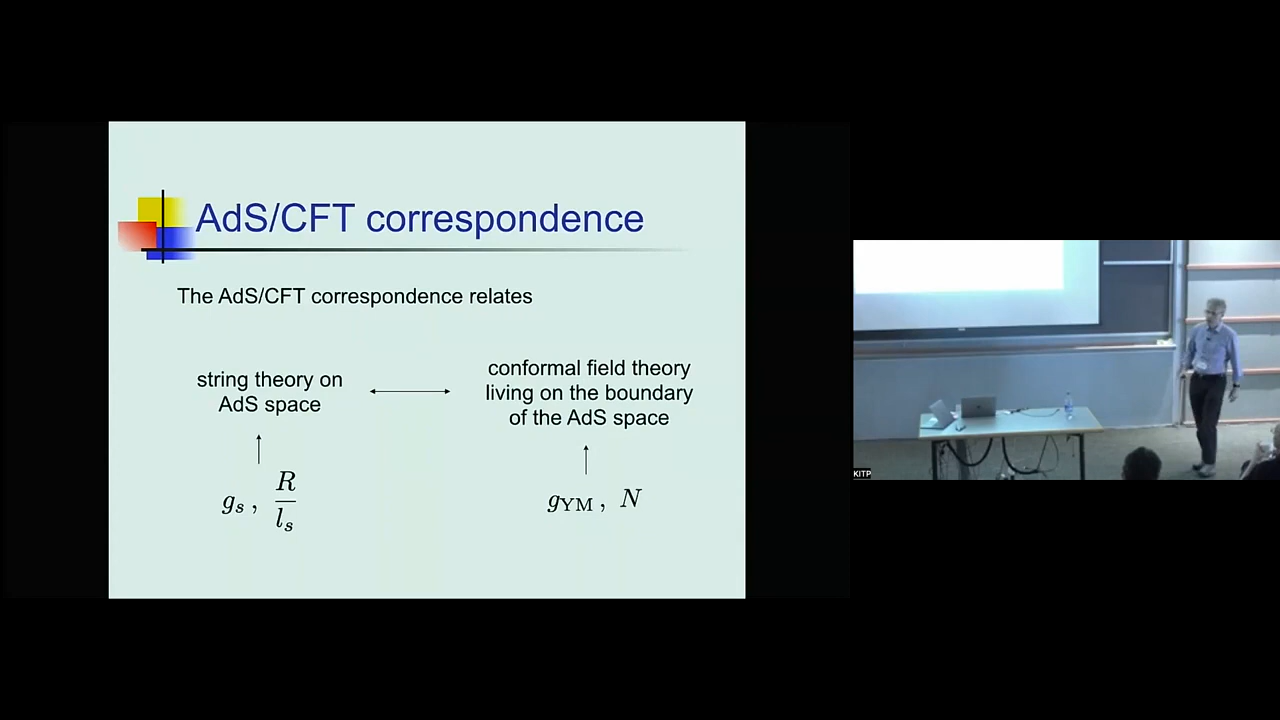 AdS/CFT correspondence
The AdS/CFT correspondence relates
string theory on
AdS space
conformal field theory
living on the boundary
of the AdS space
g_s , R/l_s
g_YM , N
KITP